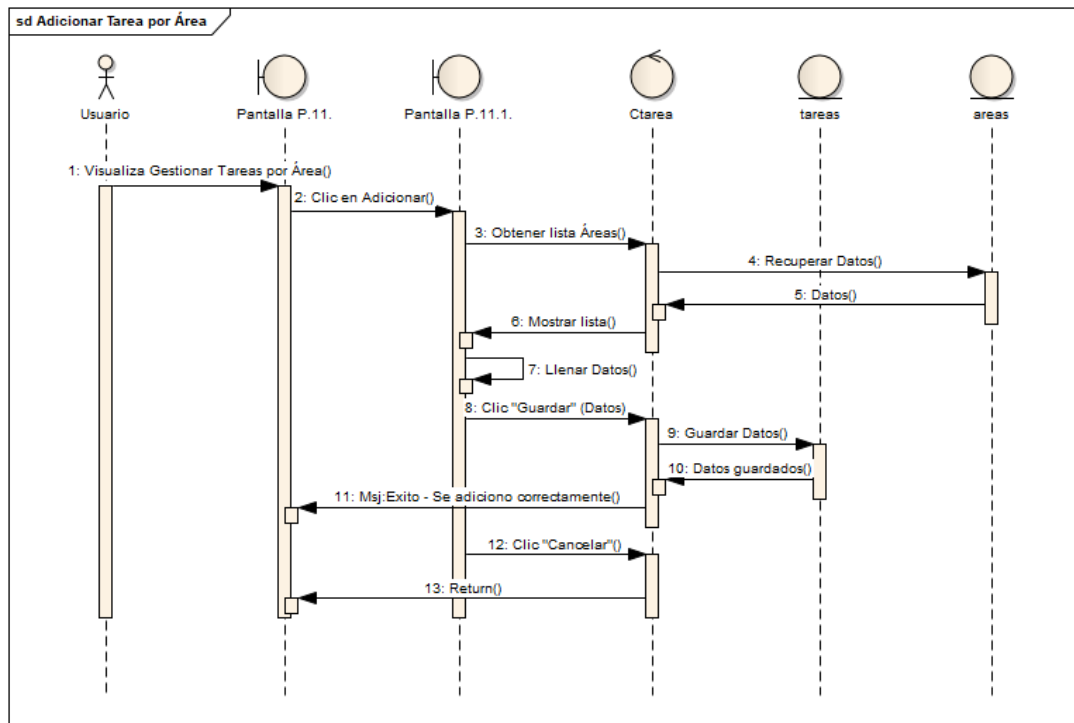 sd Adicionar Tarea por Área
Usuario
Pantalla P.11.
Pantalla P.11.1.
Ctarea
tareas
areas
1: Visualiza Gestionar Tareas por Área()
2: Clic en Adicionar()
3: Obtener lista Áreas()
4: Recuperar Datos()
5: Datos()
6: Mostrar lista()
7: Llenar Datos()
8: Clic "Guardar" (Datos)
9: Guardar Datos()
10: Datos guardados()
11: Msj:Exito - Se adiciono correctamente()
12: Clic "Cancelar"()
13: Return()